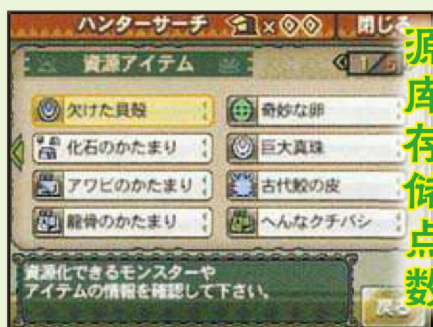 ハンターサーチ ×◎◎ 閉じる
資源アイテム 1/5
欠けた貝殻 奇妙な卵
化石のかたまり 巨大真珠
アワビのかたまり 古代鮫の皮
龍骨のかたまり へんなクチバシ
資源化できるモンスターや
アイテムの情報を確認して下さい。
戻る
源库存储点数